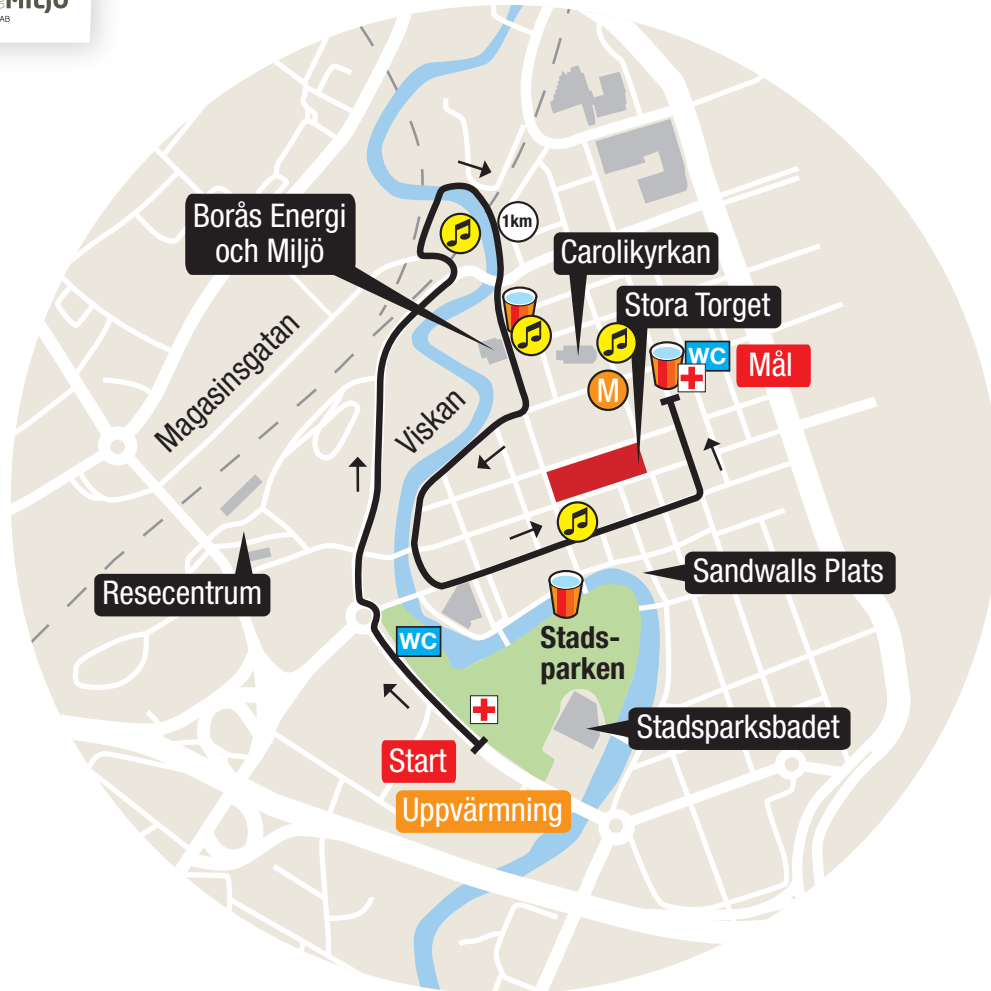 Miljö
AB
Borås Energi
och Miljö
1km
Carolikyrkan
Stora Torget
WC
Mål
M
Magasinsgatan
Viskan
Resecentrum
Sandwalls Plats
WC
Stads-
parken
Stadsparksbadet
Start
Uppvärmning